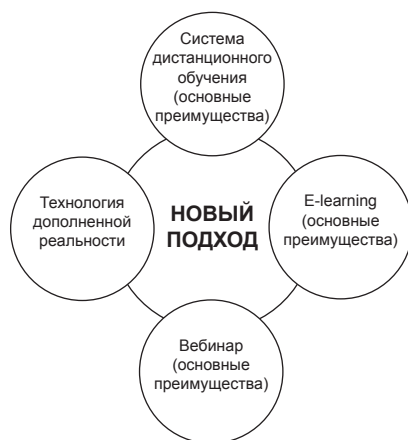 Система
дистанционного
обучения
(основные
преимущества)
Технология
дополненной
реальности
НОВЫЙ
ПОДХОД
E-learning
(основные
преимущества)
Вебинар
(основные
преимущества)